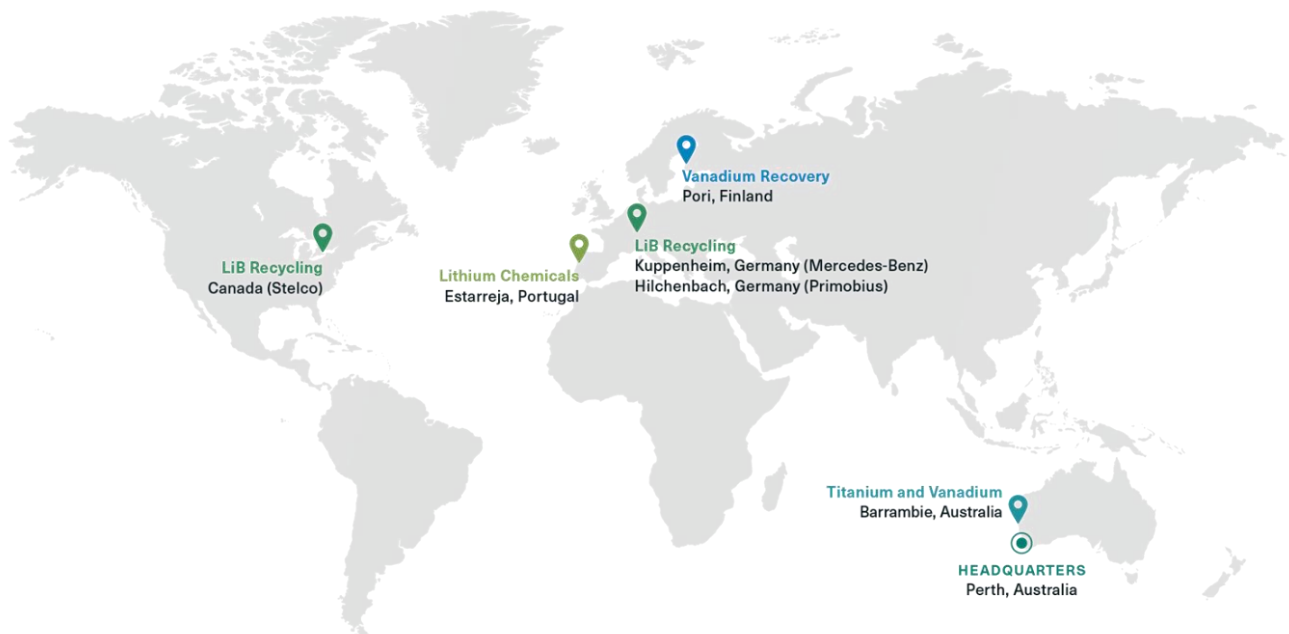 Vanadium Recovery
Pori, Finland
LiB Recycling
Canada (Stelco)
Lithium Chemicals
Estarreja, Portugal
LiB Recycling
Kuppenheim, Germany (Mercedes-Benz)
Hilchenbach, Germany (Primobius)
Titanium and Vanadium
Barrambie, Australia
HEADQUARTERS
Perth, Australia